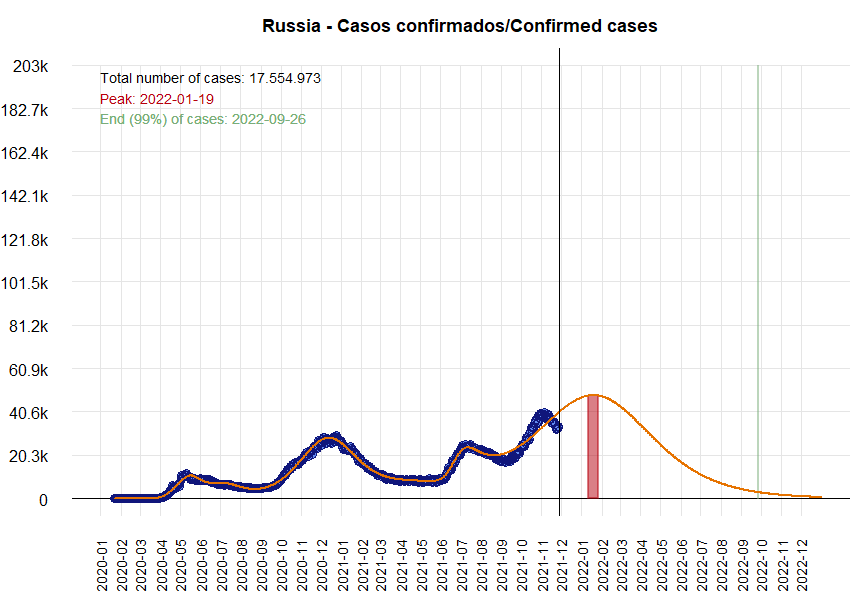 Russia - Casos confirmados/Confirmed cases
Total number of cases: 17.554.973
Peak: 2022-01-19
End (99%) of cases: 2022-09-26
203k
182.7k
162.4k
142.1k
121.8k
101.5k
81.2k
60.9k
40.6k
20.3k
0
2020-01
2020-02
2020-03
2020-04
2020-05
2020-06
2020-07
2020-08
2020-09
2020-10
2020-11
2020-12
2021-01
2021-02
2021-03
2021-04
2021-05
2021-06
2021-07
2021-08
2021-09
2021-10
2021-11
2021-12
2022-01
2022-02
2022-03
2022-04
2022-05
2022-06
2022-07
2022-08
2022-09
2022-10
2022-11
2022-12